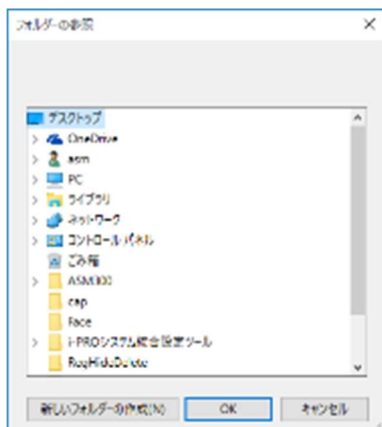 フォルダーの参照
デスクトップ
OneDrive
asm
PC
ライブラリ
ネットワーク
コントロール パネル
ごみ箱
ASM300
cap
Face
i-PROシステム統合設定ツール
RegHideDelete
新しいフォルダーの作成(N)
OK
キャンセル